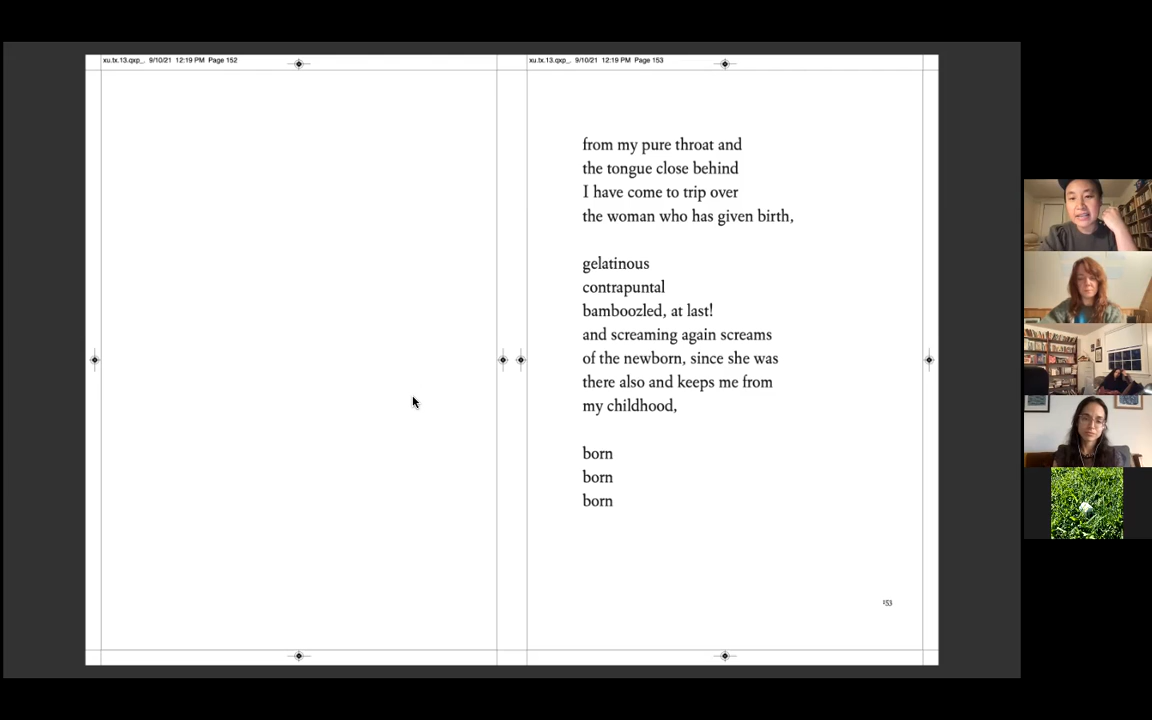 xu.tx.13.qxp_. 9/10/21 12:19 PM Page 152
xu.tx.13.qxp_. 9/10/21 12:19 PM Page 153
from my pure throat and
the tongue close behind
I have come to trip over
the woman who has given birth,
gelatinous
contrapuntal
bamboozled, at last!
and screaming again screams
of the newborn, since she was
there also and keeps me from
my childhood,
born
born
born
153